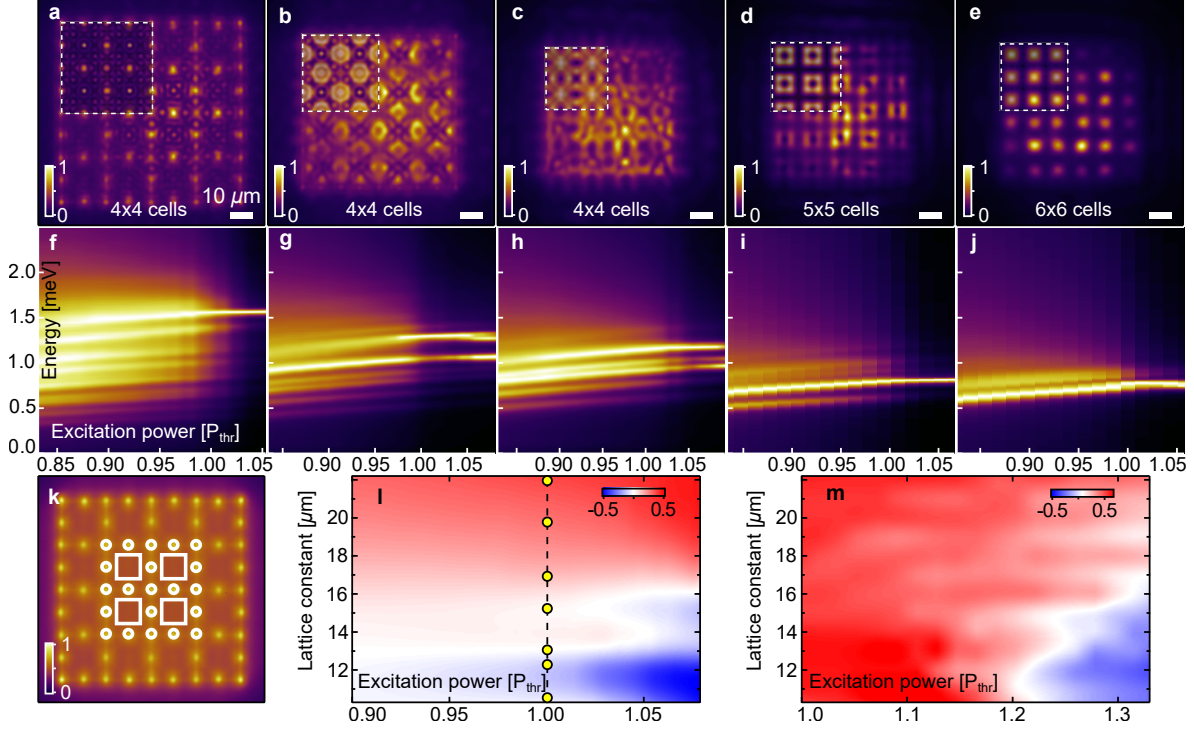 a
b
c
d
e
1
0
4x4 cells
10 μm
1
0
4x4 cells
1
0
4x4 cells
1
0
5x5 cells
1
0
6x6 cells
f
g
h
i
j
Energy [meV]
2.0
1.5
1.0
0.5
0.0
Excitation power [Pthr]
0.85 0.90 0.95 1.00 1.05
0.90 0.95 1.00 1.05
0.90 0.95 1.00 1.05
0.90 0.95 1.00 1.05
0.90 0.95 1.00 1.05
k
1
0
l
-0.5 0.5
Lattice constant [μm]
20
18
16
14
12
Excitation power [Pthr]
0.90 0.95 1.00 1.05
m
-0.5 0.5
Lattice constant [μm]
20
18
16
14
12
Excitation power [Pthr]
1.0 1.1 1.2 1.3